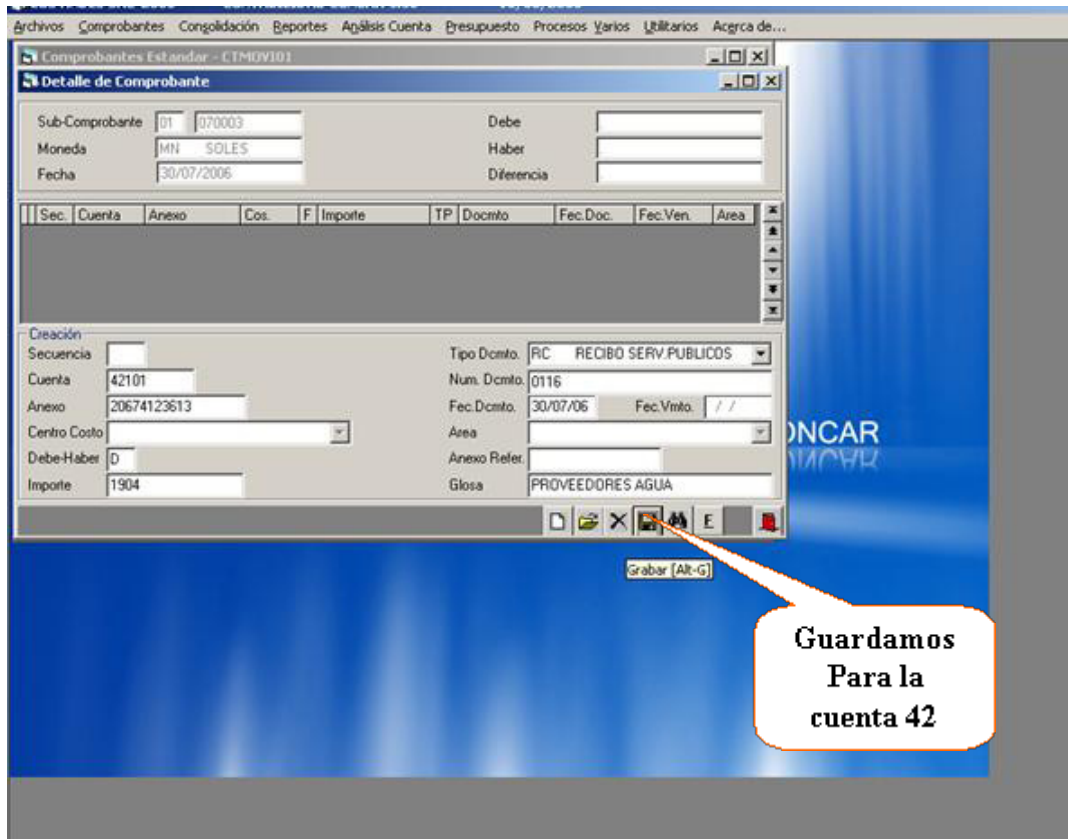 Archivos Comprobantes Consolidación Reportes Análisis Cuenta Presupuesto Procesos Varios Utilitarios Acerca de...
Comprobantes Estandar - CTMOVI01
Detalle de Comprobante
Sub-Comprobante 01 070003 Debe
Moneda MN SOLES Haber
Fecha 30/07/2006 Diferencia
Sec. Cuenta Anexo Cos. F Importe TP Docmto Fec.Doc. Fec.Ven. Area
Creación
Secuencia Tipo Dcmto. RC RECIBO SERV.PUBLICOS
Cuenta 42101 Num. Dcmto. 0116
Anexo 20674123613 Fec.Dcmto. 30/07/06 Fec.Vmto. / /
Centro Costo Area
Debe-Haber D Anexo Refer.
Importe 1904 Glosa PROVEEDORES AGUA
E
Grabar [Alt-G]
ONCAR
Guardamos
Para la
cuenta 42